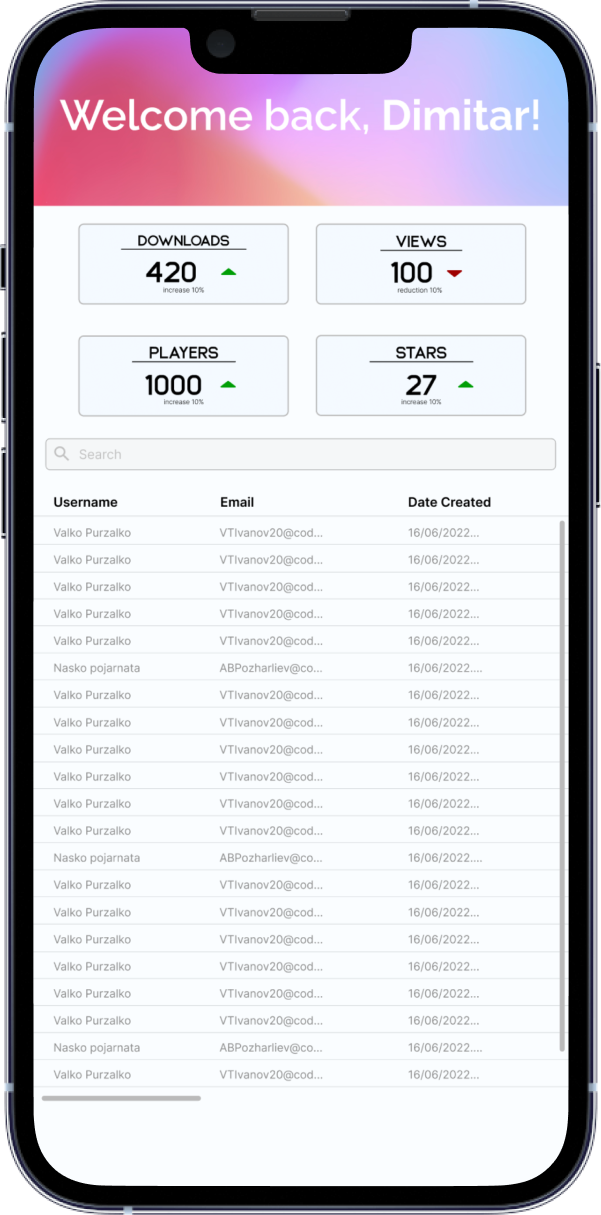 Welcome back, Dimitar!
DOWNLOADS VIEWS
420 100
increase 10% reduction 10%
PLAYERS STARS
1000 27
increase 10% increase 10%
Search
Username Email Date Created
Valko Purzalko VTIvanov20@cod... 16/06/2022...
Valko Purzalko VTIvanov20@cod... 16/06/2022...
Valko Purzalko VTIvanov20@cod... 16/06/2022...
Valko Purzalko VTIvanov20@cod... 16/06/2022...
Valko Purzalko VTIvanov20@cod... 16/06/2022...
Nasko pojarnata ABPozharliev@co... 16/06/2022....
Valko Purzalko VTIvanov20@cod... 16/06/2022...
Valko Purzalko VTIvanov20@cod... 16/06/2022...
Valko Purzalko VTIvanov20@cod... 16/06/2022...
Valko Purzalko VTIvanov20@cod... 16/06/2022...
Valko Purzalko VTIvanov20@cod... 16/06/2022...
Valko Purzalko VTIvanov20@cod... 16/06/2022...
Nasko pojarnata ABPozharliev@co... 16/06/2022....
Valko Purzalko VTIvanov20@cod... 16/06/2022...
Valko Purzalko VTIvanov20@cod... 16/06/2022...
Valko Purzalko VTIvanov20@cod... 16/06/2022...
Valko Purzalko VTIvanov20@cod... 16/06/2022...
Valko Purzalko VTIvanov20@cod... 16/06/2022...
Valko Purzalko VTIvanov20@cod... 16/06/2022...
Nasko pojarnata ABPozharliev@co... 16/06/2022....
Valko Purzalko VTIvanov20@cod... 16/06/2022...